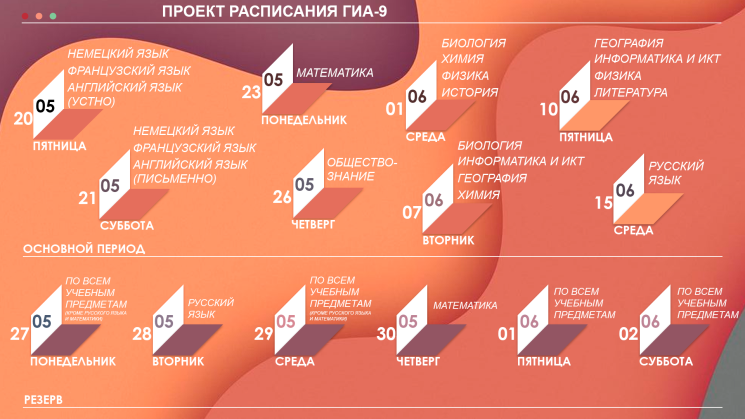 ПРОЕКТ РАСПИСАНИЯ ГИА-9
НЕМЕЦКИЙ ЯЗЫК
ФРАНЦУЗСКИЙ ЯЗЫК
АНГЛИЙСКИЙ ЯЗЫК
(УСТНО)
20 05
ПЯТНИЦА
МАТЕМАТИКА
23 05
ПОНЕДЕЛЬНИК
БИОЛОГИЯ
ХИМИЯ
ФИЗИКА
ИСТОРИЯ
01 06
СРЕДА
ГЕОГРАФИЯ
ИНФОРМАТИКА И ИКТ
ФИЗИКА
ЛИТЕРАТУРА
10 06
ПЯТНИЦА
НЕМЕЦКИЙ ЯЗЫК
ФРАНЦУЗСКИЙ ЯЗЫК
АНГЛИЙСКИЙ ЯЗЫК
(ПИСЬМЕННО)
21 05
СУББОТА
ОБЩЕСТВО-
ЗНАНИЕ
26 05
ЧЕТВЕРГ
БИОЛОГИЯ
ИНФОРМАТИКА И ИКТ
ГЕОГРАФИЯ
ХИМИЯ
07 06
ВТОРНИК
РУССКИЙ
ЯЗЫК
15 06
СРЕДА
ОСНОВНОЙ ПЕРИОД
ПО ВСЕМ
УЧЕБНЫМ
ПРЕДМЕТАМ
(КРОМЕ РУССКОГО ЯЗЫКА
И МАТЕМАТИКИ)
27 05
ПОНЕДЕЛЬНИК
РУССКИЙ
ЯЗЫК
28 05
ВТОРНИК
ПО ВСЕМ
УЧЕБНЫМ
ПРЕДМЕТАМ
(КРОМЕ РУССКОГО ЯЗЫКА
И МАТЕМАТИКИ)
29 05
СРЕДА
МАТЕМАТИКА
30 05
ЧЕТВЕРГ
ПО ВСЕМ
УЧЕБНЫМ
ПРЕДМЕТАМ
01 06
ПЯТНИЦА
ПО ВСЕМ
УЧЕБНЫМ
ПРЕДМЕТАМ
02 06
СУББОТА
РЕЗЕРВ